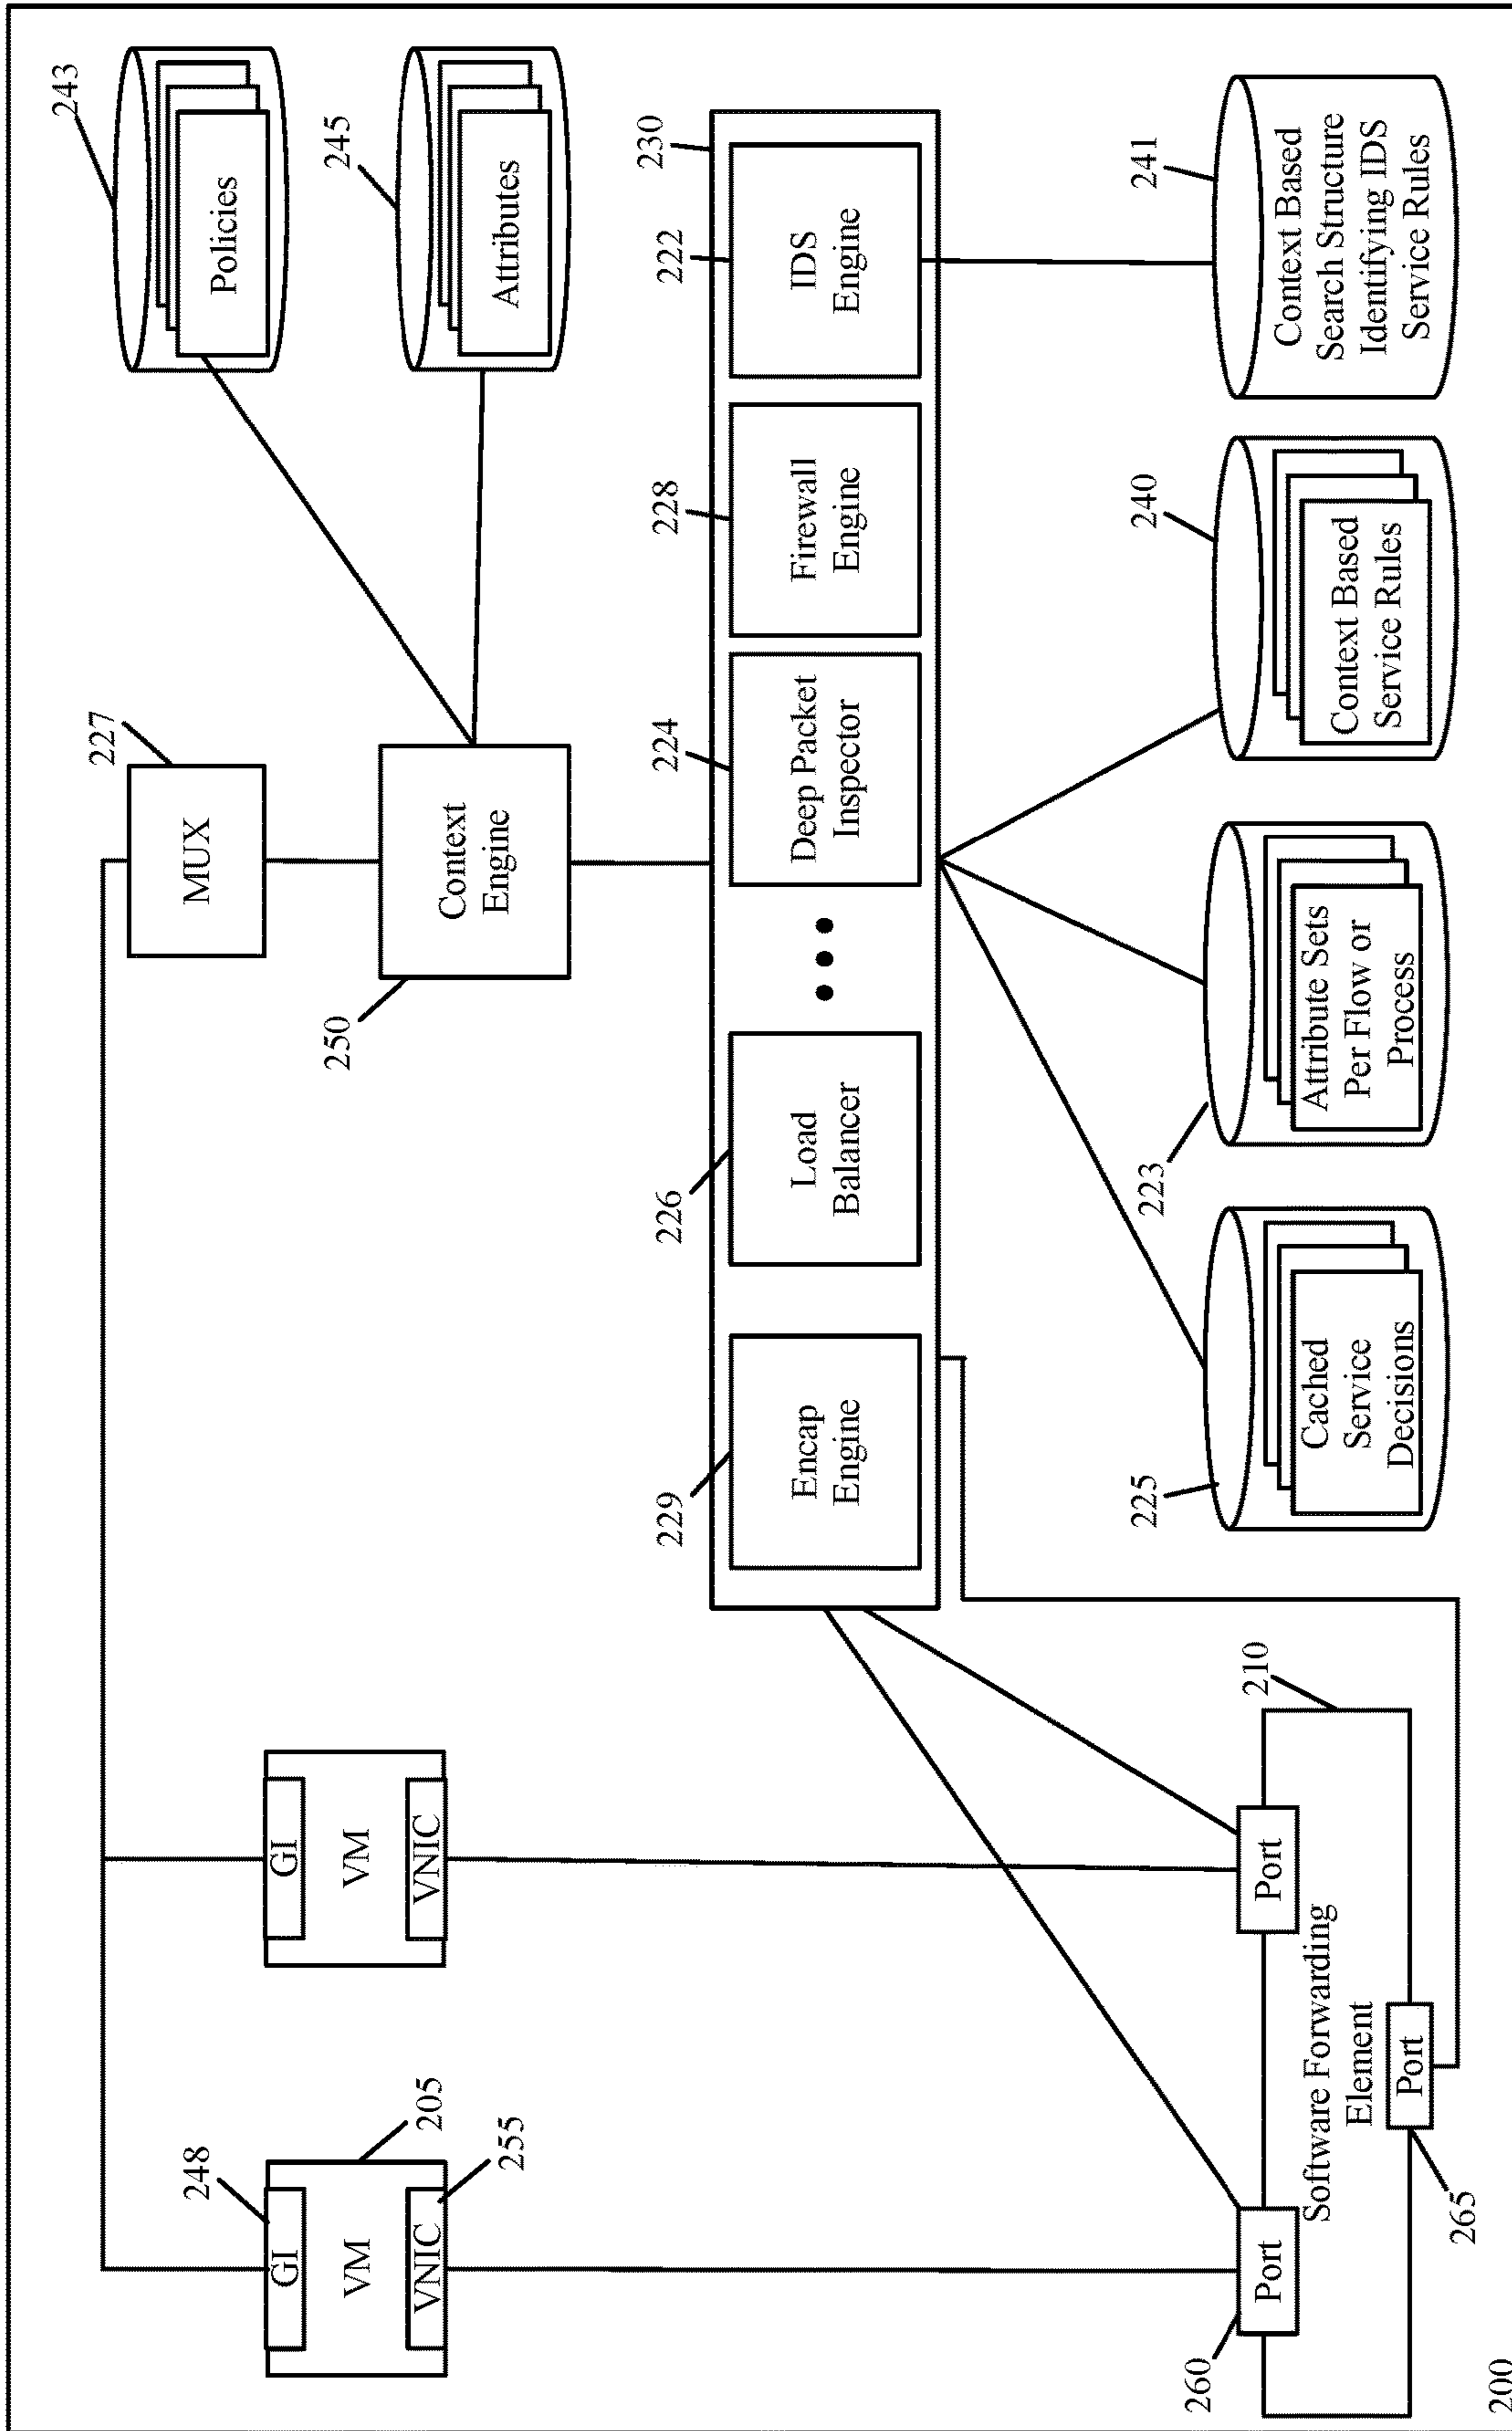 243
Policies
245
Attributes
227
MUX
Context
Engine
250
248
GI
VM
VNIC
205
255
GI
VM
VNIC
230
229
Encap
Engine
226
Load
Balancer
224
Deep Packet
Inspector
228
Firewall
Engine
222
IDS
Engine
260
Port
Port
210
Software Forwarding
Element
Port
265
225
Cached
Service
Decisions
223
Attribute Sets
Per Flow or
Process
240
Context Based
Service Rules
241
Context Based
Search Structure
Identifying IDS
Service Rules
200